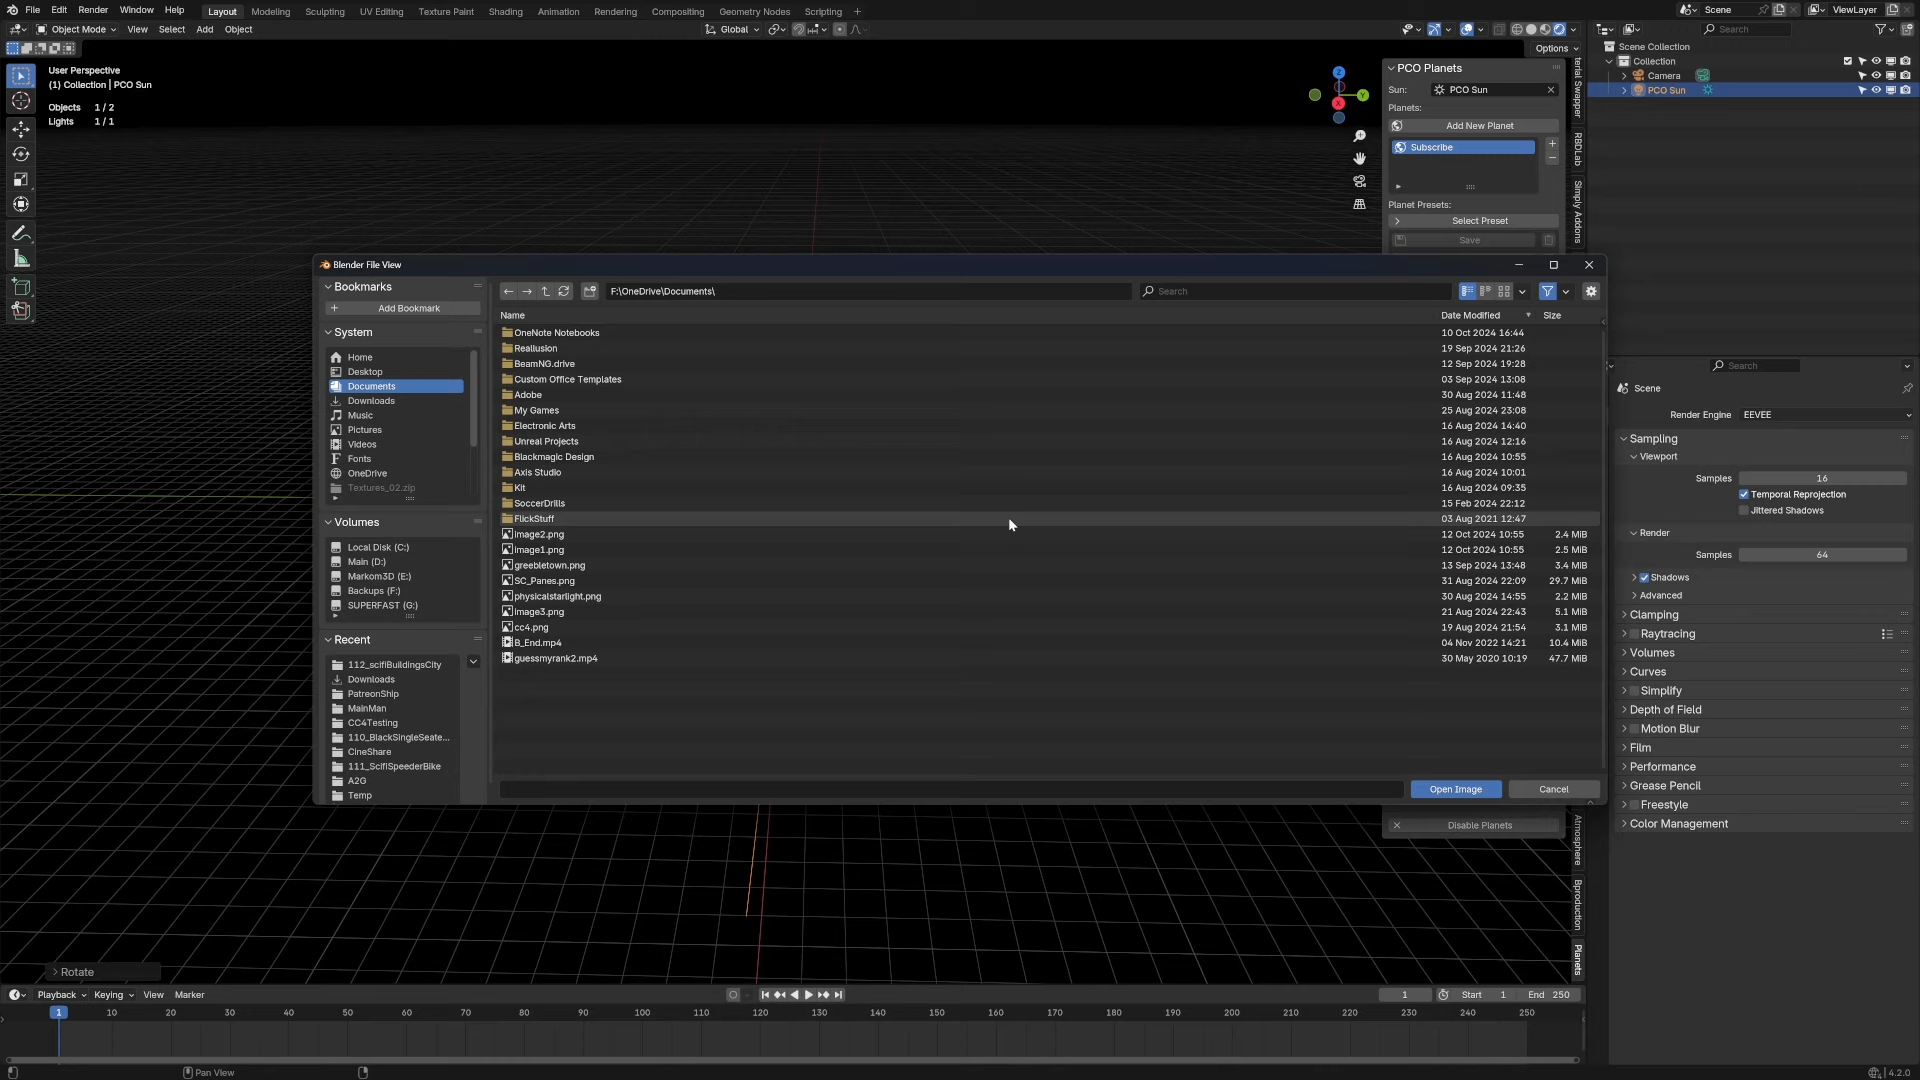 File Edit Render Window Help Layout Modeling Sculpting UV Editing Texture Paint Shading Animation Rendering Compositing Geometry Nodes Scripting + Scene ViewLayer
Object Mode View Select Add Object Global Search
Options
User Perspective
(1) Collection | PCO Sun
Objects 1 / 2
Lights 1 / 1
Z
Y
X
PCO Planets
Sun: PCO Sun
Planets:
Add New Planet
Subscribe
Planet Presets:
Select Preset
Save
RBDLab
Simply Addons
Scene Collection
Collection
Camera
PCO Sun
Blender File View
Bookmarks
Add Bookmark
System
Home
Desktop
Documents
Downloads
Music
Pictures
Videos
Fonts
OneDrive
Textures_02.zip
Volumes
Local Disk (C:)
Main (D:)
Markom3D (E:)
Backups (F:)
SUPERFAST (G:)
Recent
112_scifiBuildingsCity
Downloads
PatreonShip
MainMan
CC4Testing
110_BlackSingleSeate...
CineShare
111_ScifiSpeederBike
A2G
Temp
F:\OneDrive\Documents\ Search
Name Date Modified Size
OneNote Notebooks 10 Oct 2024 16:44
Reallusion 19 Sep 2024 21:26
BeamNG.drive 12 Sep 2024 19:28
Custom Office Templates 03 Sep 2024 13:08
Adobe 30 Aug 2024 11:48
My Games 25 Aug 2024 23:08
Electronic Arts 16 Aug 2024 14:40
Unreal Projects 16 Aug 2024 12:16
Blackmagic Design 16 Aug 2024 10:55
Axis Studio 16 Aug 2024 10:01
Kit 16 Aug 2024 09:35
SoccerDrills 15 Feb 2024 22:12
FlickStuff 03 Aug 2021 12:47
image2.png 12 Oct 2024 10:55 2.4 MiB
image1.png 12 Oct 2024 10:55 2.5 MiB
greebletown.png 13 Sep 2024 13:48 3.4 MiB
SC_Panes.png 31 Aug 2024 22:09 29.7 MiB
physicalstarlight.png 30 Aug 2024 14:55 2.2 MiB
image3.png 21 Aug 2024 22:43 5.1 MiB
cc4.png 19 Aug 2024 21:54 3.1 MiB
B_End.mp4 04 Nov 2022 14:21 10.4 MiB
guessmyrank2.mp4 30 May 2020 10:19 47.7 MiB
Open Image Cancel
Disable Planets
Atmosphere
Bproduction
Planets
Search
Scene
Render Engine EEVEE
Sampling
Viewport
Samples 16
Temporal Reprojection
Jittered Shadows
Render
Samples 64
Shadows
Advanced
Clamping
Raytracing
Volumes
Curves
Simplify
Depth of Field
Motion Blur
Film
Performance
Grease Pencil
Freestyle
Color Management
Rotate
Playback Keying View Marker 1 Start 1 End 250
1 10 20 30 40 50 60 70 80 90 100 110 120 130 140 150 160 170 180 190 200 210 220 230 240 250
Pan View 4.2.0